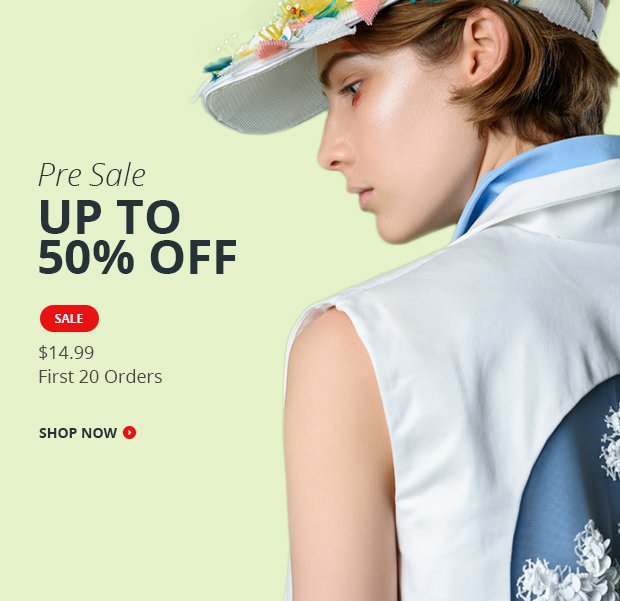 Pre Sale
UP TO
50% OFF
SALE
$14.99
First 20 Orders
SHOP NOW